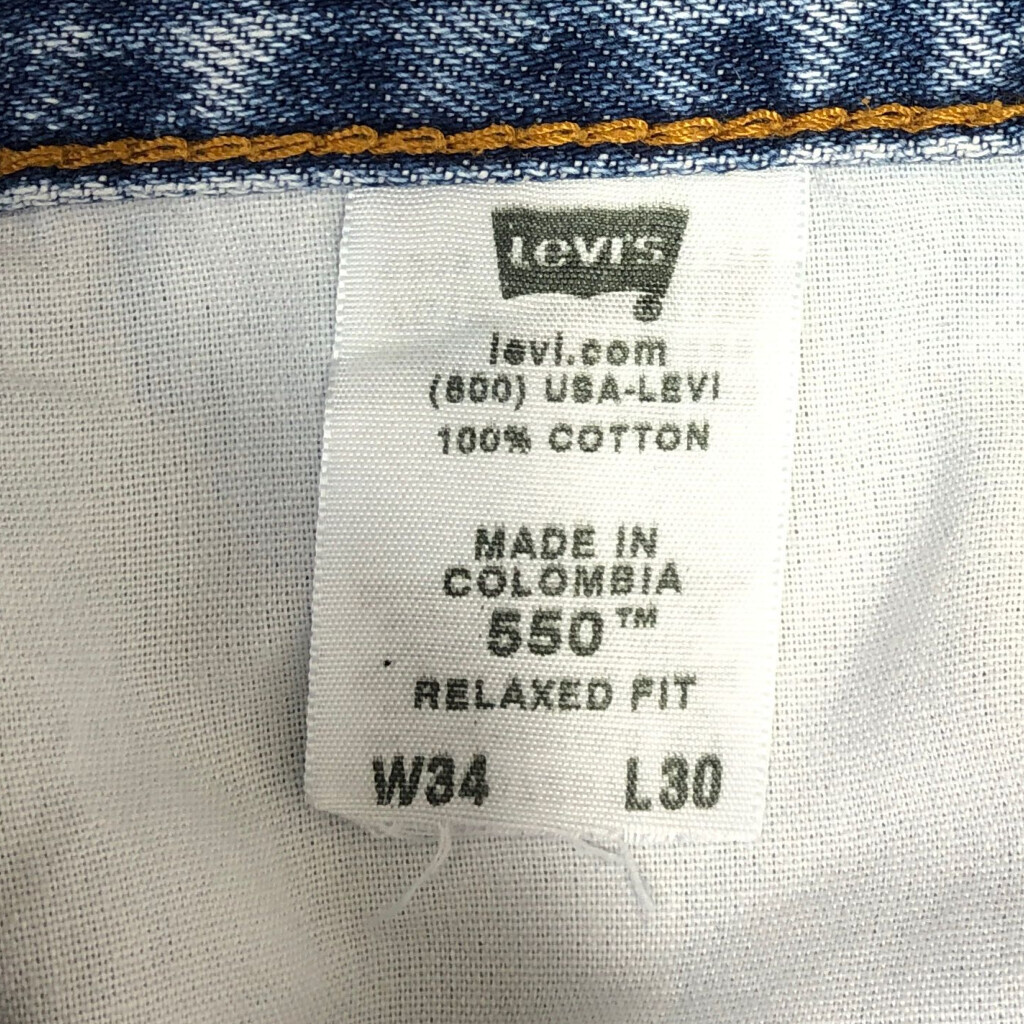 Levi's
®
levi.com
(800) USA-LEVI
100% COTTON
MADE IN
COLOMBIA
550™
RELAXED FIT
W34 L30